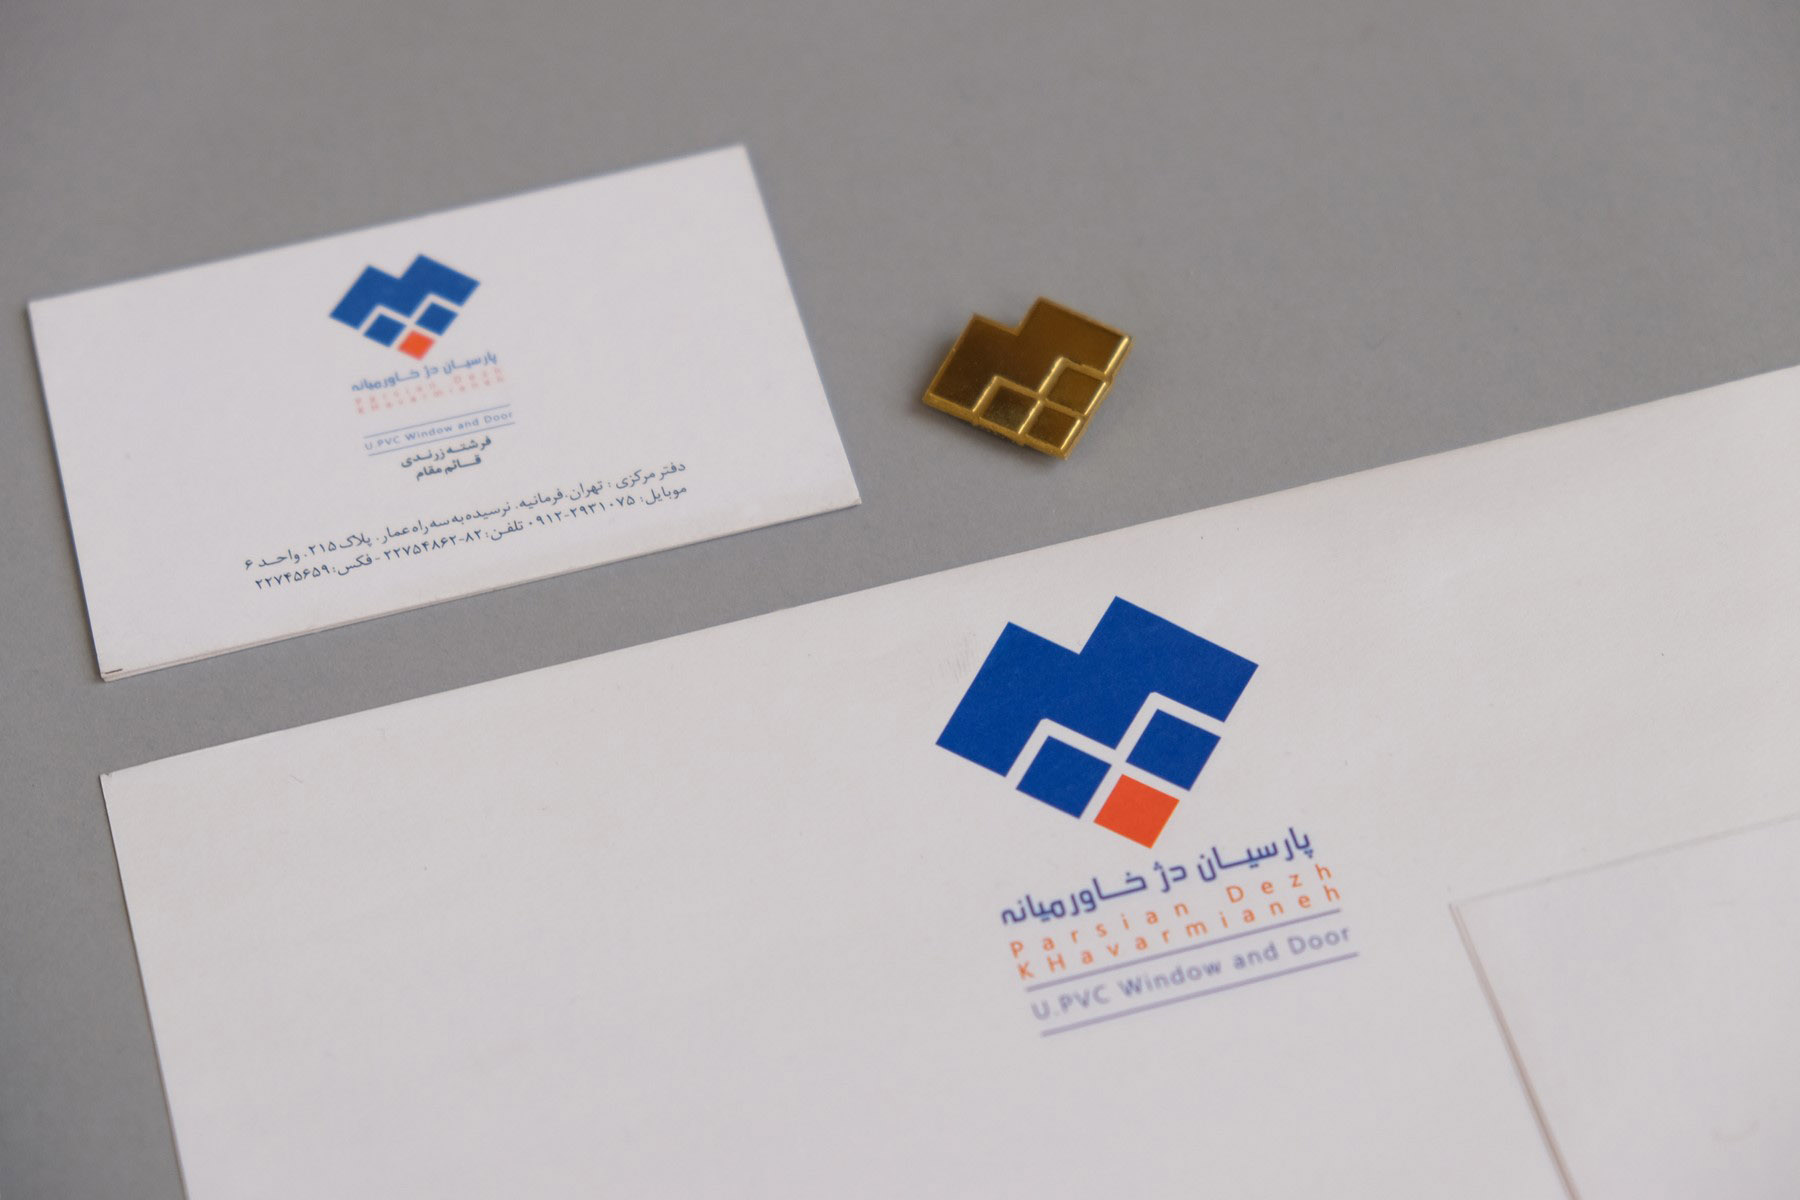 پارسیان دژ خاورمیانه
Parsian Dezh
KHavarmianeh
U.PVC Window and Door
فرشته زرندی
قائم مقام
دفتر مرکزی : تهران. فرمانیه. نرسیده به سه راه عمار. پلاک ۲۱۵. واحد ۶
موبایل: ۲۹۳۱۰۷۵-۰۹۱۲ تلفن: ۸۲-۲۲۷۵۴۸۶۲ - فکس: ۲۲۷۴۵۶۵۹
پارسیان دژ خاورمیانه
Parsian Dezh
KHavarmianeh
U.PVC Window and Door